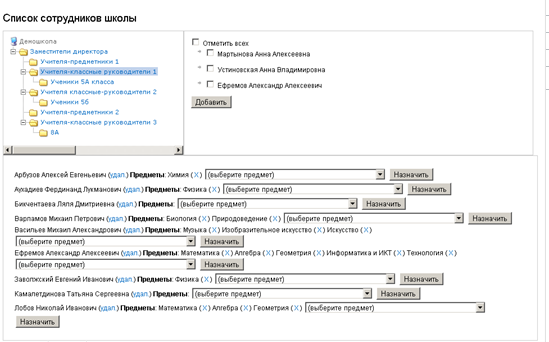 Список сотрудников школы
Демошкола
Заместители директора
Учителя-предметники 1
Учителя-классные руководители 1
Ученики 5А класса
Учителя классные руководители 2
Ученики 5б
Учителя-предметники 2
Учителя-классные руководители 3
8А
Отметить всех
Мартынова Анна Алексеевна
Устиновская Анна Владимировна
Ефремов Александр Алексеевич
Добавить
Арбузов Алексей Евгеньевич (удал.) Предметы: Химия (X) (выберите предмет) Назначить
Аухадиев Фердинанд Лукманович (удал.) Предметы: Физика (X) (выберите предмет) Назначить
Бикчентаева Ляля Дмитриевна (удал.) Предметы: (выберите предмет) Назначить
Варламов Михаил Петрович (удал.) Предметы: Биология (X) Природоведение (X) (выберите предмет) Назначить
Васильев Михаил Александрович (удал.) Предметы: Музыка (X) Изобразительное искусство (X) Искусство (X)
(выберите предмет) Назначить
Ефремов Александр Алексеевич (удал.) Предметы: Математика (X) Алгебра (X) Геометрия (X) Информатика и ИКТ (X) Технология (X)
(выберите предмет) Назначить
Заволжский Евгений Иванович (удал.) Предметы: Физика (X) (выберите предмет) Назначить
Камалетдинова Татьяна Сергеевна (удал.) Предметы: (выберите предмет) Назначить
Лобов Николай Иванович (удал.) Предметы: Математика (X) Алгебра (X) Геометрия (X) (выберите предмет)
Назначить